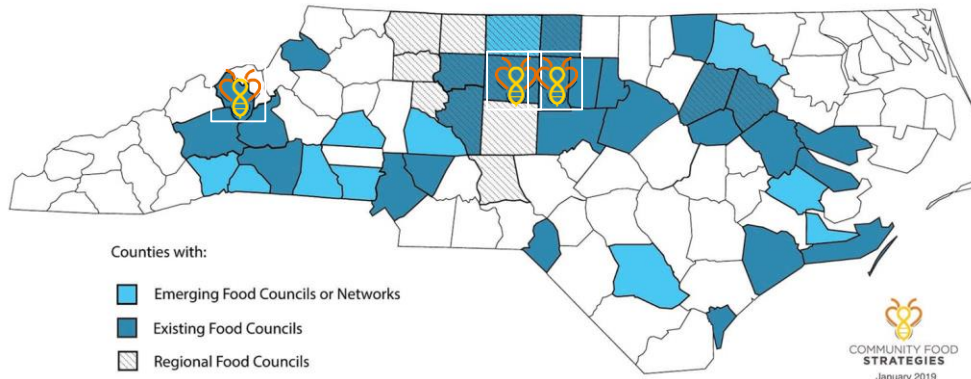 Counties with:
Emerging Food Councils or Networks
Existing Food Councils
Regional Food Councils
COMMUNITY FOOD
STRATEGIES
January 2019